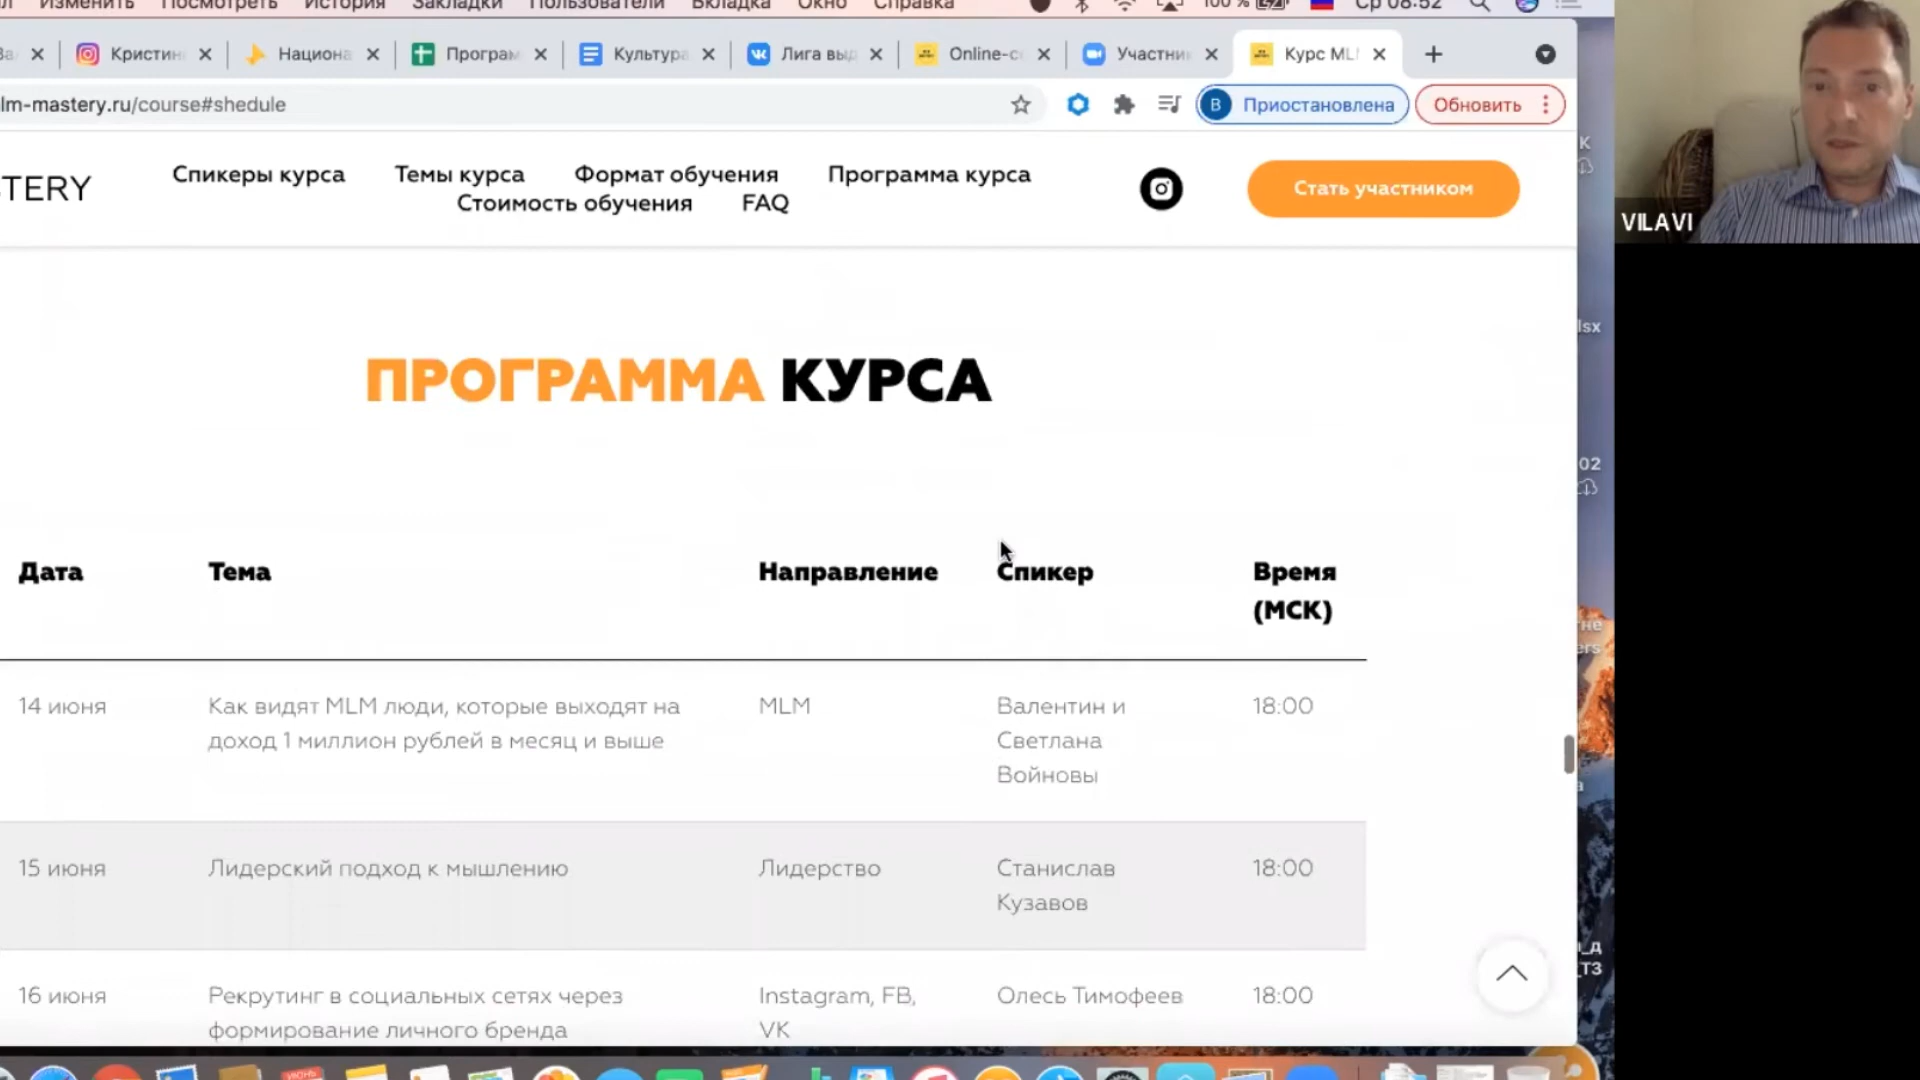 Изменить Посмотреть История Закладки Пользователи Вкладка Окно Справка 100 % Ср 08:52
Кристин Национа Програм Культура Лига выд Online-с Участни Курс ML
lm-mastery.ru/course#shedule
B Приостановлена Обновить
TERY
Спикеры курса Темы курса Формат обучения Программа курса
Стоимость обучения FAQ
Стать участником
VILAVI
ПРОГРАММА КУРСА
Дата Тема Направление Спикер Время
(МСК)
14 июня Как видят MLM люди, которые выходят на MLM Валентин и 18:00
доход 1 миллион рублей в месяц и выше Светлана
Войновы
15 июня Лидерский подход к мышлению Лидерство Станислав 18:00
Кузавов
16 июня Рекрутинг в социальных сетях через Instagram, FB, Олесь Тимофеев 18:00
формирование личного бренда VK
lsx
02